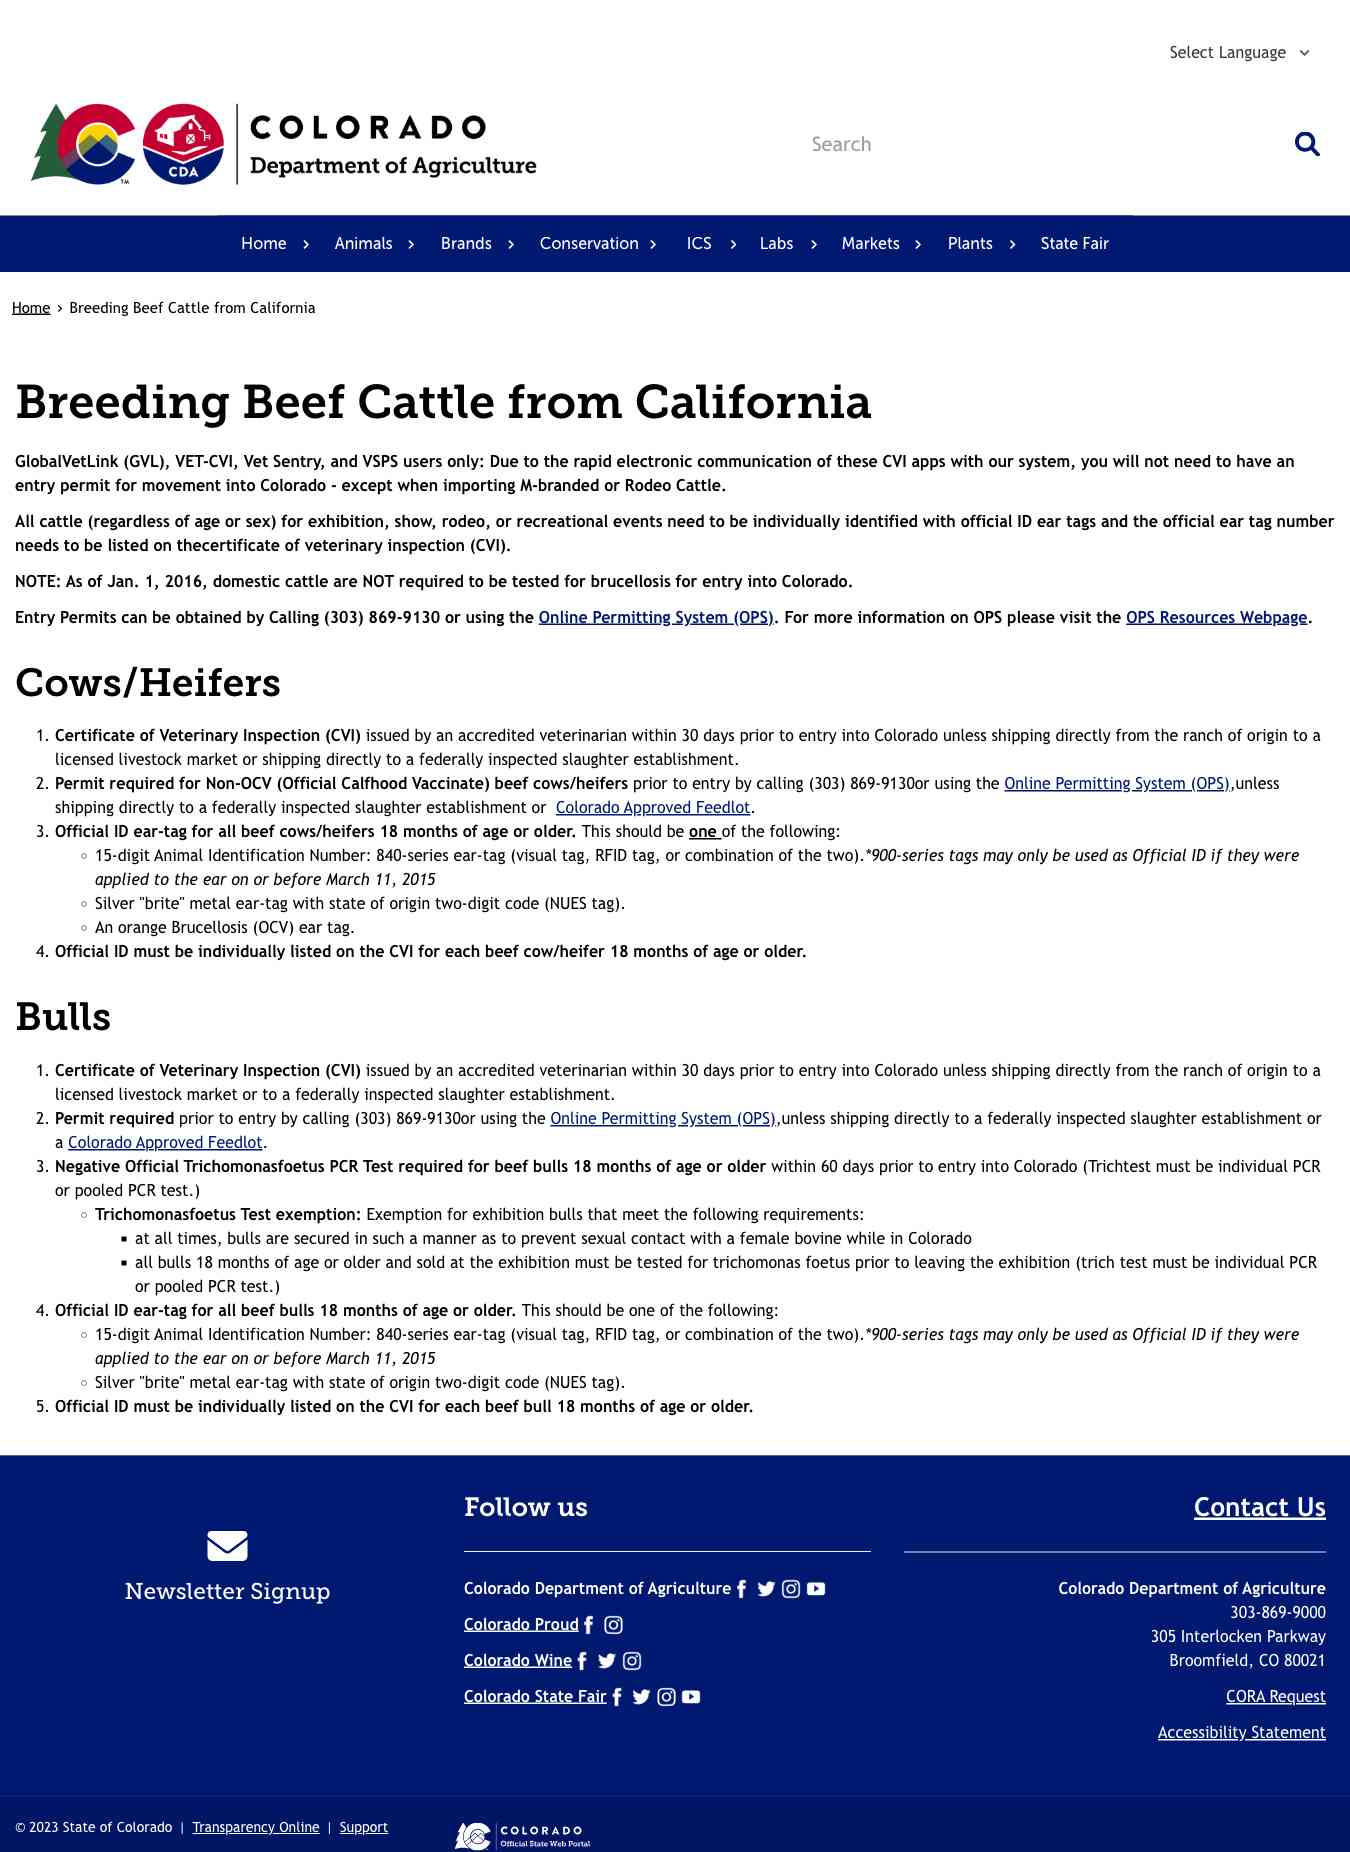 Select Language
COLORADO
Department of Agriculture
CDA
TM
Search
Home › Animals › Brands › Conservation › ICS › Labs › Markets › Plants › State Fair
Home › Breeding Beef Cattle from California
Breeding Beef Cattle from California
GlobalVetLink (GVL), VET-CVI, Vet Sentry, and VSPS users only: Due to the rapid electronic communication of these CVI apps with our system, you will not need to have an
entry permit for movement into Colorado - except when importing M-branded or Rodeo Cattle.
All cattle (regardless of age or sex) for exhibition, show, rodeo, or recreational events need to be individually identified with official ID ear tags and the official ear tag number
needs to be listed on thecertificate of veterinary inspection (CVI).
NOTE: As of Jan. 1, 2016, domestic cattle are NOT required to be tested for brucellosis for entry into Colorado.
Entry Permits can be obtained by Calling (303) 869-9130 or using the Online Permitting System (OPS). For more information on OPS please visit the OPS Resources Webpage.
Cows/Heifers
1. Certificate of Veterinary Inspection (CVI) issued by an accredited veterinarian within 30 days prior to entry into Colorado unless shipping directly from the ranch of origin to a
licensed livestock market or shipping directly to a federally inspected slaughter establishment.
2. Permit required for Non-OCV (Official Calfhood Vaccinate) beef cows/heifers prior to entry by calling (303) 869-9130or using the Online Permitting System (OPS),unless
shipping directly to a federally inspected slaughter establishment or Colorado Approved Feedlot.
3. Official ID ear-tag for all beef cows/heifers 18 months of age or older. This should be one of the following:
○ 15-digit Animal Identification Number: 840-series ear-tag (visual tag, RFID tag, or combination of the two).*900-series tags may only be used as Official ID if they were
applied to the ear on or before March 11, 2015
○ Silver "brite" metal ear-tag with state of origin two-digit code (NUES tag).
○ An orange Brucellosis (OCV) ear tag.
4. Official ID must be individually listed on the CVI for each beef cow/heifer 18 months of age or older.
Bulls
1. Certificate of Veterinary Inspection (CVI) issued by an accredited veterinarian within 30 days prior to entry into Colorado unless shipping directly from the ranch of origin to a
licensed livestock market or to a federally inspected slaughter establishment.
2. Permit required prior to entry by calling (303) 869-9130or using the Online Permitting System (OPS),unless shipping directly to a federally inspected slaughter establishment or
a Colorado Approved Feedlot.
3. Negative Official Trichomonasfoetus PCR Test required for beef bulls 18 months of age or older within 60 days prior to entry into Colorado (Trichtest must be individual PCR
or pooled PCR test.)
○ Trichomonasfoetus Test exemption: Exemption for exhibition bulls that meet the following requirements:
▪ at all times, bulls are secured in such a manner as to prevent sexual contact with a female bovine while in Colorado
▪ all bulls 18 months of age or older and sold at the exhibition must be tested for trichomonas foetus prior to leaving the exhibition (trich test must be individual PCR
or pooled PCR test.)
4. Official ID ear-tag for all beef bulls 18 months of age or older. This should be one of the following:
○ 15-digit Animal Identification Number: 840-series ear-tag (visual tag, RFID tag, or combination of the two).*900-series tags may only be used as Official ID if they were
applied to the ear on or before March 11, 2015
○ Silver "brite" metal ear-tag with state of origin two-digit code (NUES tag).
5. Official ID must be individually listed on the CVI for each beef bull 18 months of age or older.
Newsletter Signup
Follow us
Colorado Department of Agriculture
Colorado Proud
Colorado Wine
Colorado State Fair
Contact Us
Colorado Department of Agriculture
303-869-9000
305 Interlocken Parkway
Broomfield, CO 80021
CORA Request
Accessibility Statement
© 2023 State of Colorado | Transparency Online | Support
COLORADO
Official State Web Portal